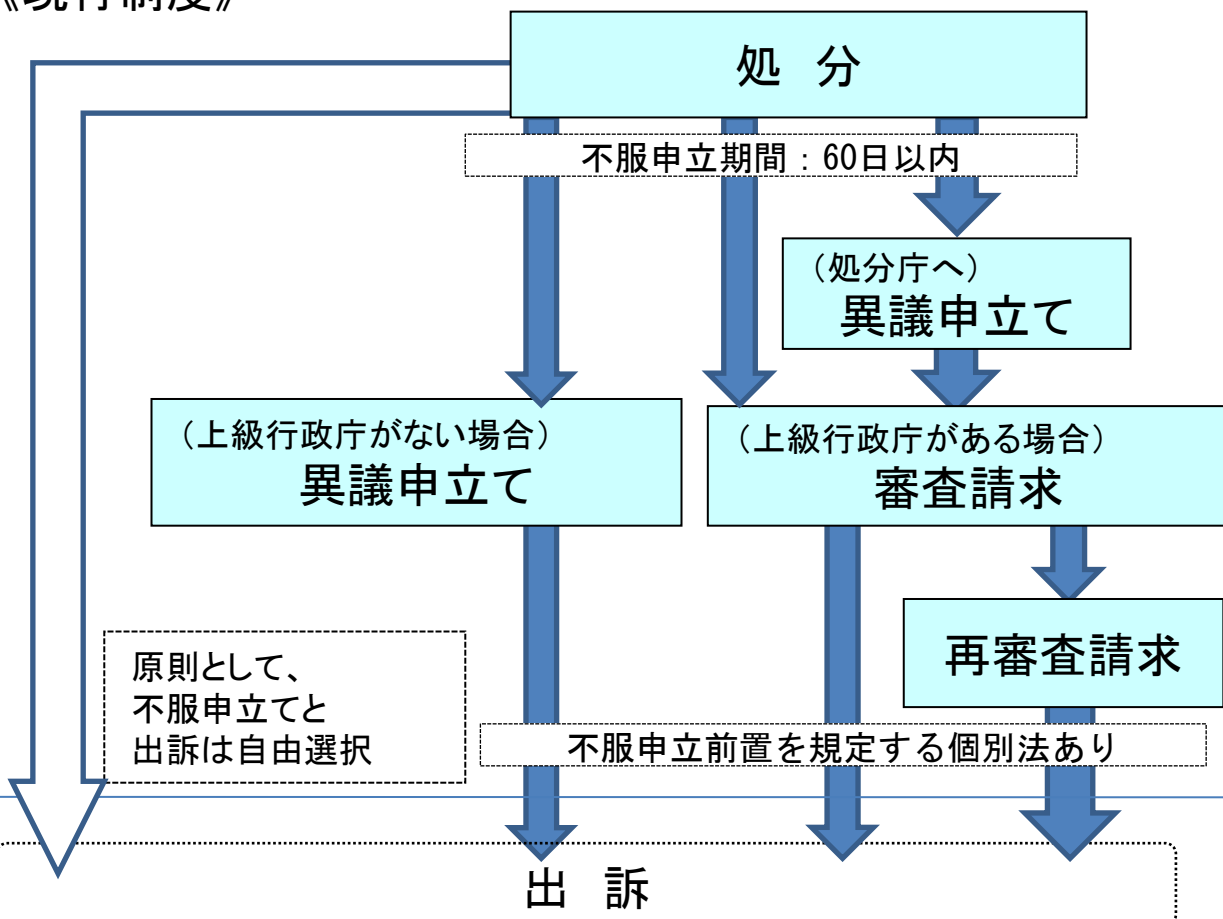 《現行制度》
処 分
不服申立期間：60日以内
（処分庁へ）
異議申立て
（上級行政庁がない場合）
異議申立て
（上級行政庁がある場合）
審査請求
再審査請求
原則として、
不服申立てと
出訴は自由選択
不服申立前置を規定する個別法あり
出 訴